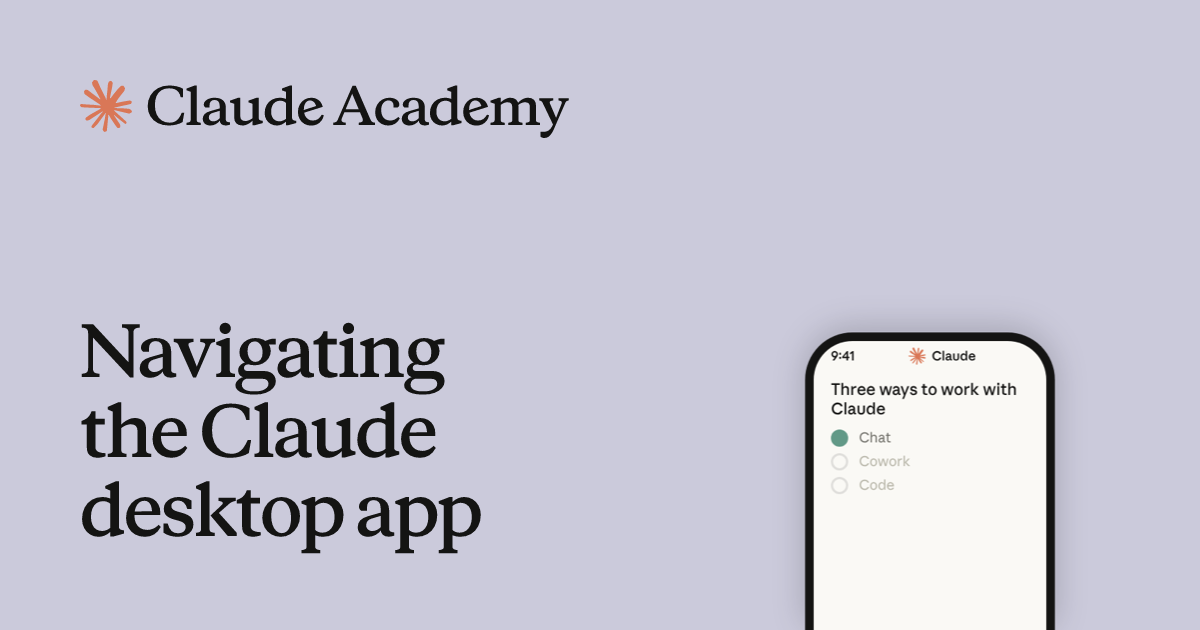 Claude Academy
Navigating
the Claude
desktop app
9:41
Claude
Three ways to work with
Claude
Chat
Cowork
Code